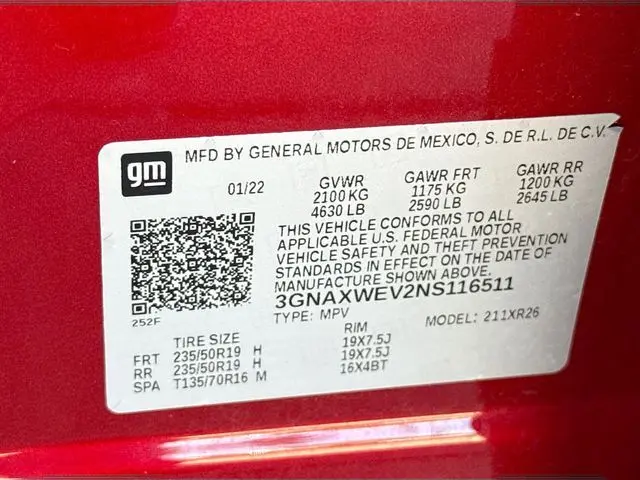 gm
MFD BY GENERAL MOTORS DE MEXICO, S. DE R.L. DE C.V.
01/22 GVWR GAWR FRT GAWR RR
2100 KG 1175 KG 1200 KG
4630 LB 2590 LB 2645 LB
THIS VEHICLE CONFORMS TO ALL
APPLICABLE U.S. FEDERAL MOTOR
VEHICLE SAFETY AND THEFT PREVENTION
STANDARDS IN EFFECT ON THE DATE OF
MANUFACTURE SHOWN ABOVE.
3GNAXWEV2NS116511
252F
TYPE: MPV MODEL: 211XR26
TIRE SIZE RIM
FRT 235/50R19 H 19X7.5J
RR 235/50R19 H 19X7.5J
SPA T135/70R16 M 16X4BT